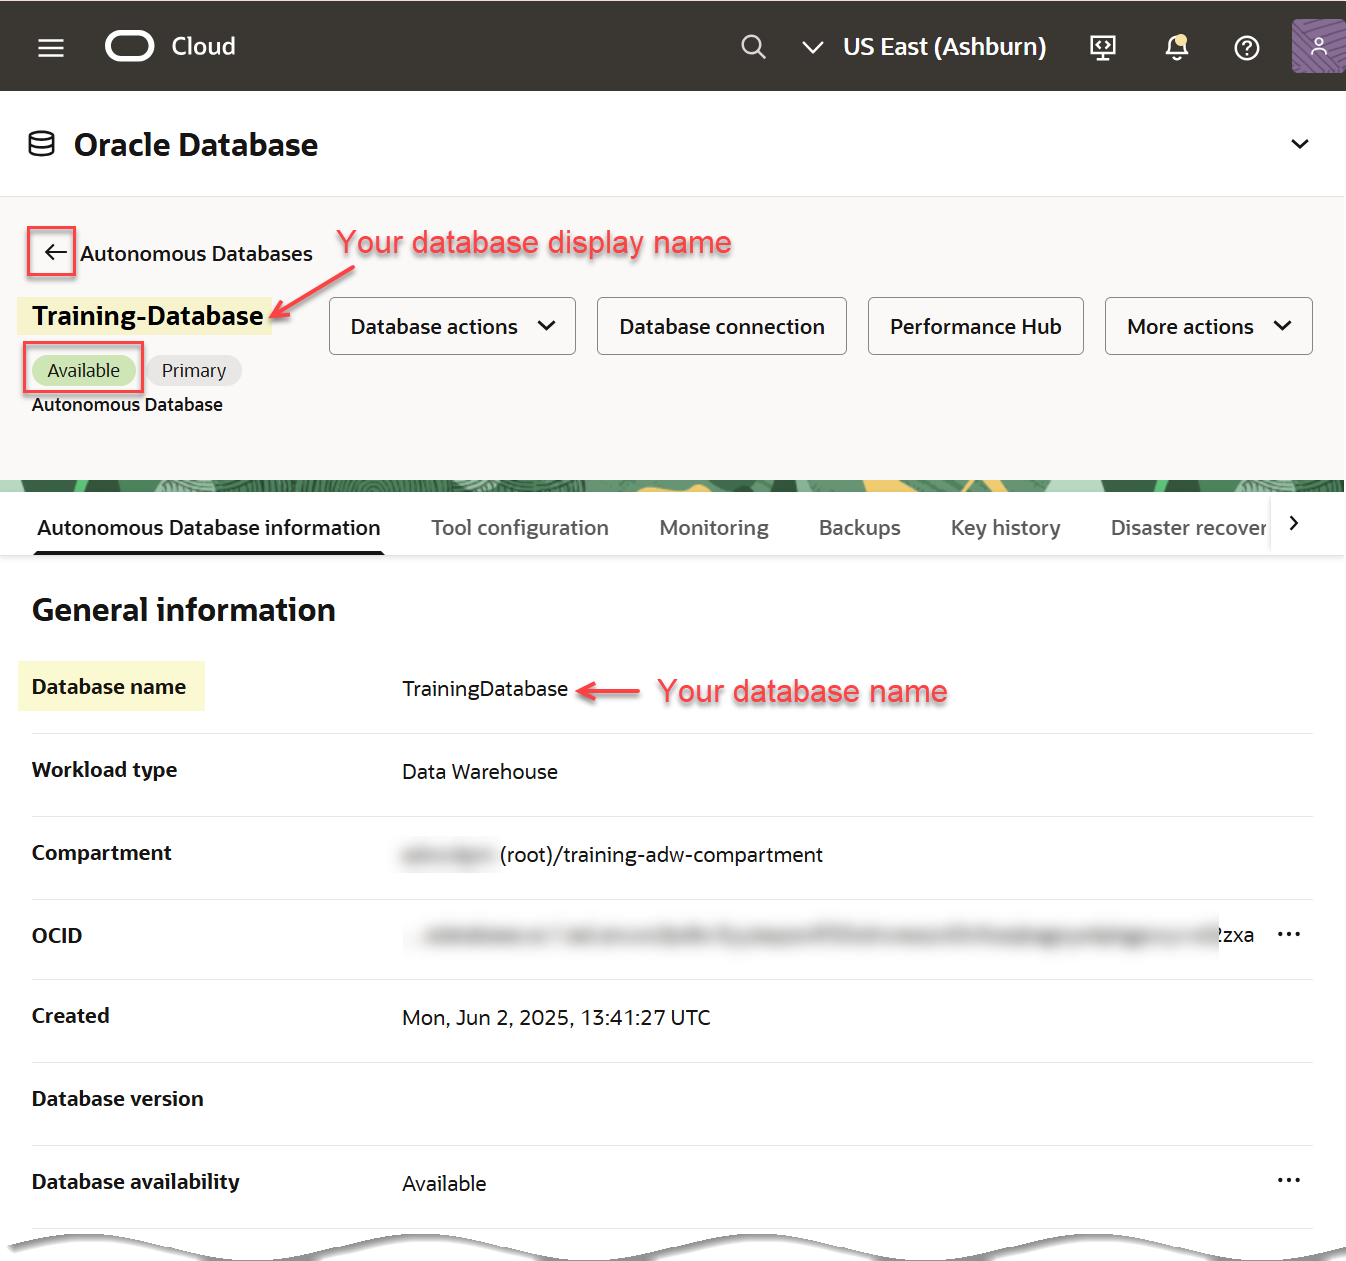 Cloud
US East (Ashburn)
Oracle Database
Autonomous Databases
Your database display name
Training-Database
Database actions
Database connection
Performance Hub
More actions
Available
Primary
Autonomous Database
Autonomous Database information
Tool configuration
Monitoring
Backups
Key history
Disaster recover
General information
Database name
TrainingDatabase
Your database name
Workload type
Data Warehouse
Compartment
(root)/training-adw-compartment
OCID
zxa
Created
Mon, Jun 2, 2025, 13:41:27 UTC
Database version
Database availability
Available